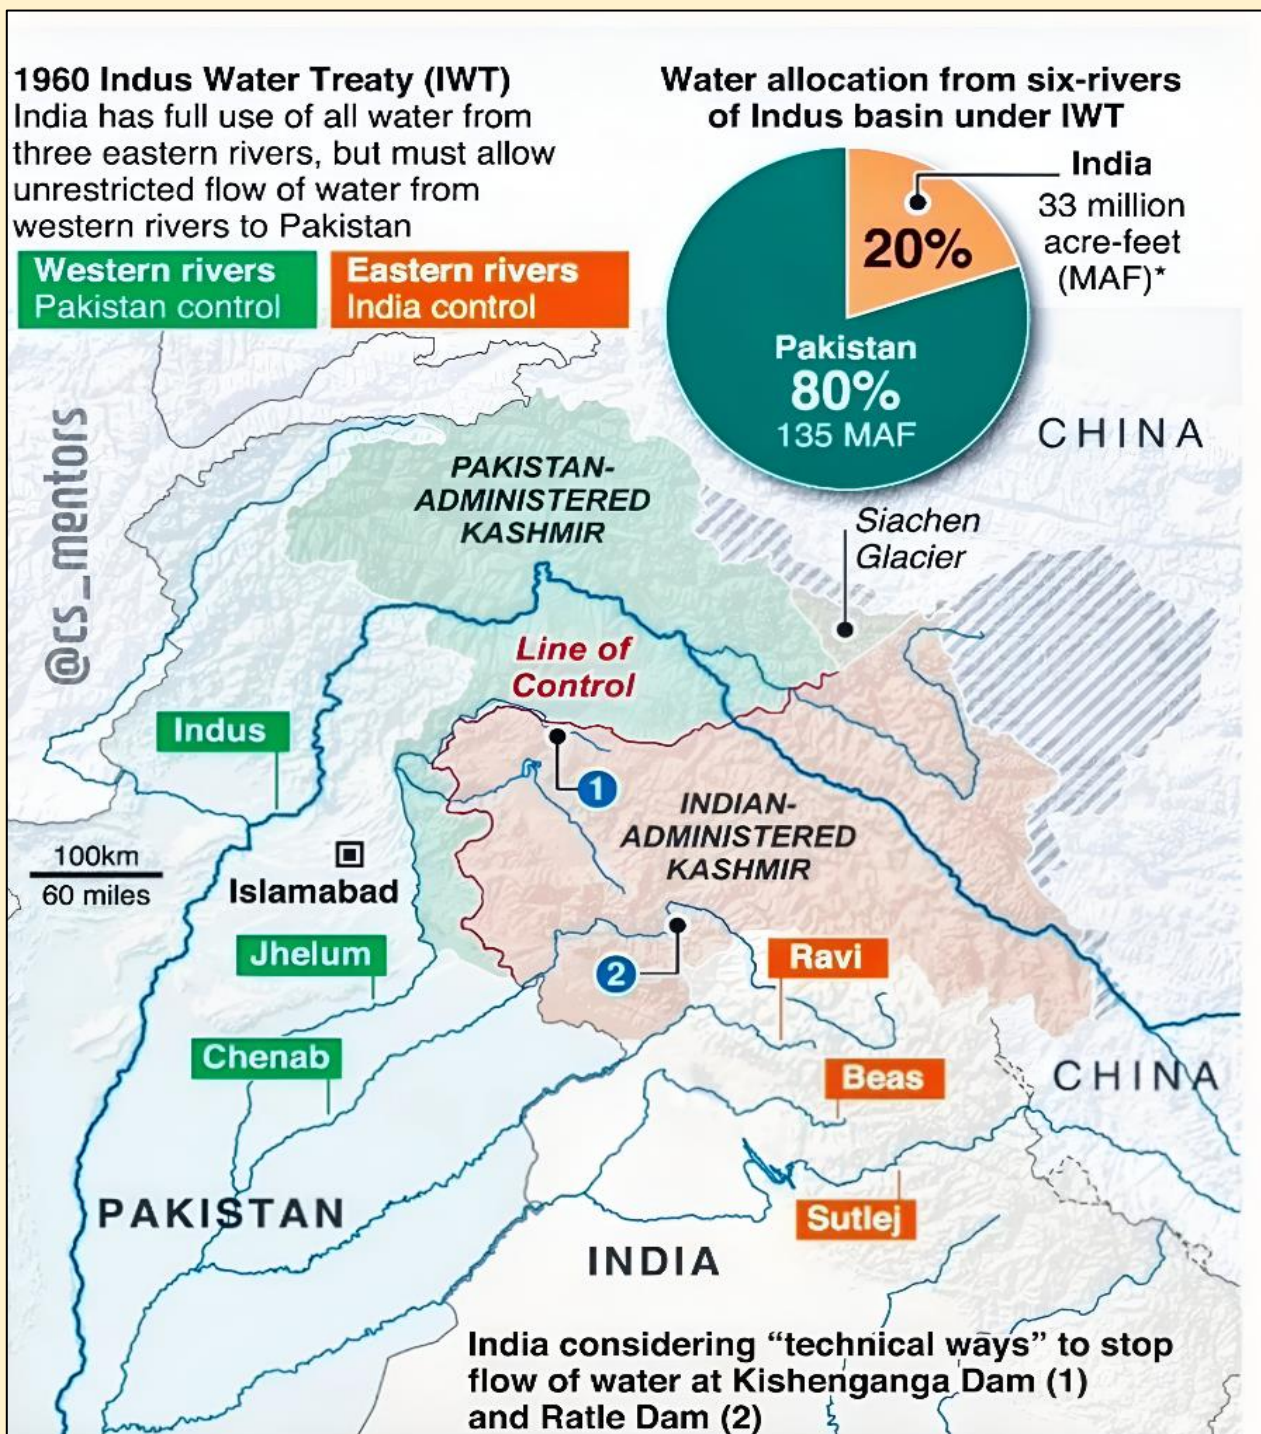 1960 Indus Water Treaty (IWT)
India has full use of all water from
three eastern rivers, but must allow
unrestricted flow of water from
western rivers to Pakistan
Western rivers
Pakistan control
Eastern rivers
India control
Water allocation from six-rivers
of Indus basin under IWT
India
33 million
acre-feet
(MAF)*
20%
Pakistan
80%
135 MAF
CHINA
@cs_mentors
PAKISTAN-
ADMINISTERED
KASHMIR
Siachen
Glacier
Line of
Control
Indus
1
INDIAN-
ADMINISTERED
KASHMIR
100km
60 miles
Islamabad
Jhelum
2
Ravi
Chenab
Beas
CHINA
PAKISTAN
Sutlej
INDIA
India considering “technical ways” to stop
flow of water at Kishenganga Dam (1)
and Ratle Dam (2)